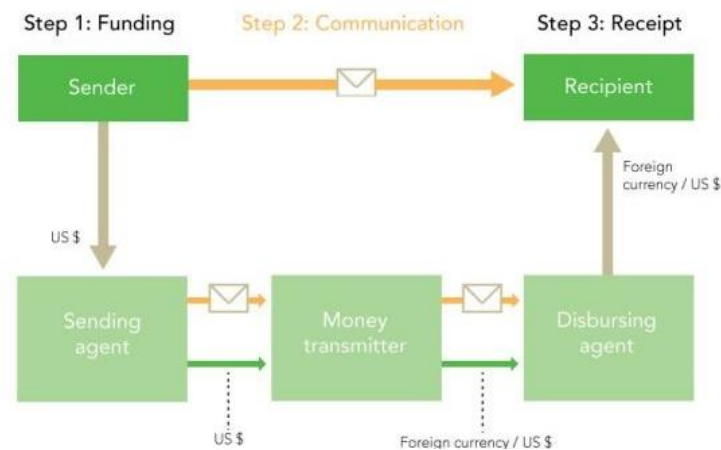 Step 1: Funding
Step 2: Communication
Step 3: Receipt
Sender
Recipient
US $
Foreign
currency / US $
Sending
agent
Money
transmitter
Disbursing
agent
US $
Foreign currency / US $